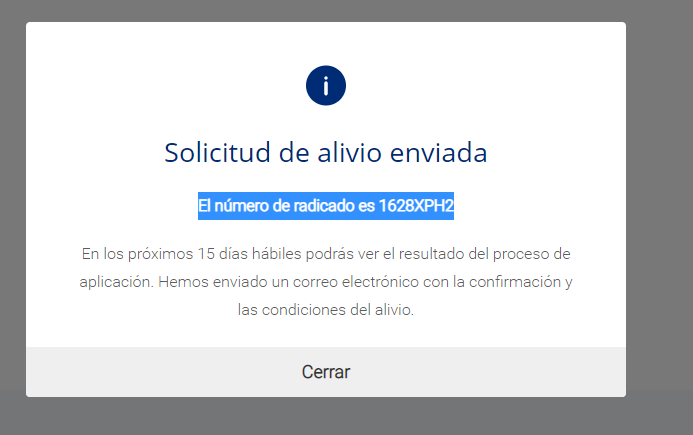 Solicitud de alivio enviada
El número de radicado es 1628XPH2
En los próximos 15 días hábiles podrás ver el resultado del proceso de
aplicación. Hemos enviado un correo electrónico con la confirmación y
las condiciones del alivio.
Cerrar